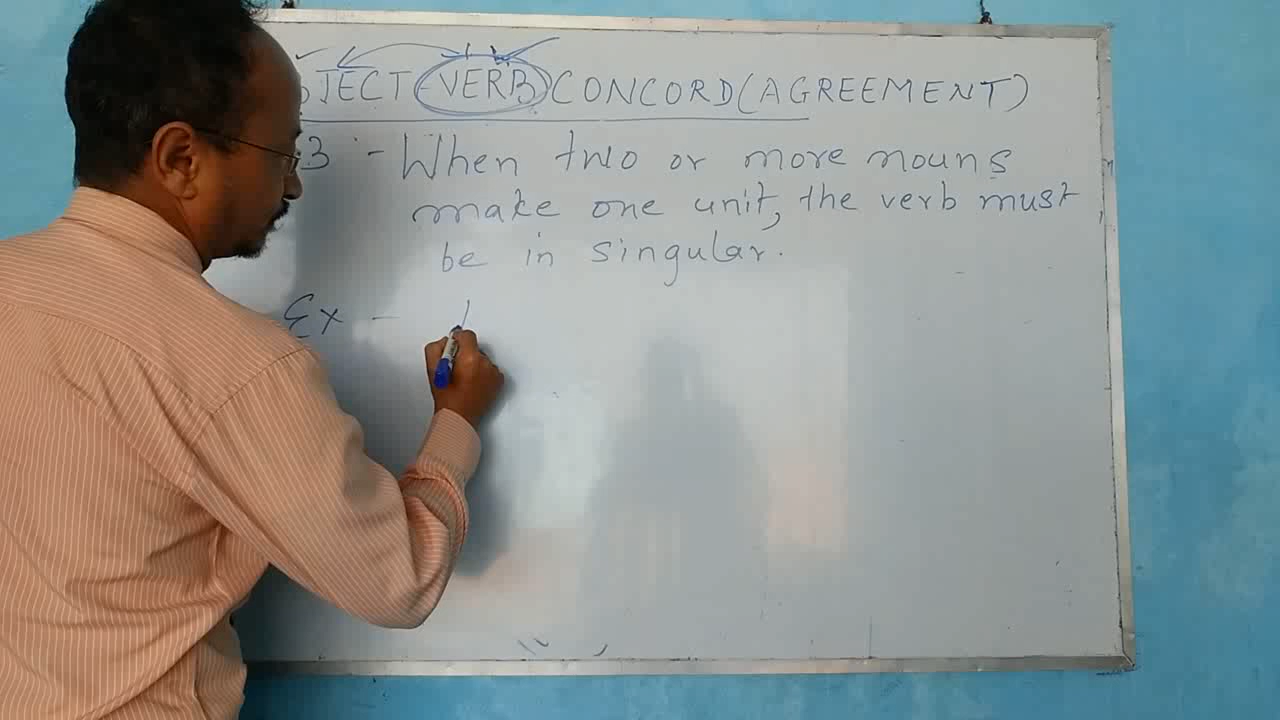 JECT VERB CONCORD (AGREEMENT)
3 - When two or more nouns
make one unit, the verb must
be in singular.
Ex -